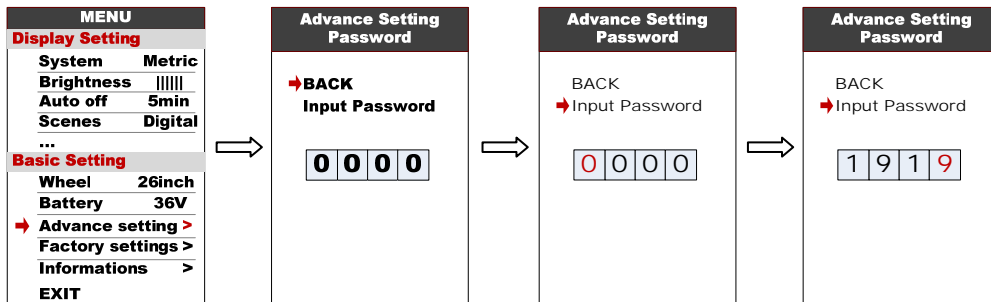 MENU
Display Setting
System Metric
Brightness ||||||
Auto off 5min
Scenes Digital
...
Basic Setting
Wheel 26inch
Battery 36V
Advance setting >
Factory settings >
Informations >
EXIT
Advance Setting
Password
BACK
Input Password
0 0 0 0
Advance Setting
Password
BACK
Input Password
0 0 0 0
Advance Setting
Password
BACK
Input Password
1 9 1 9